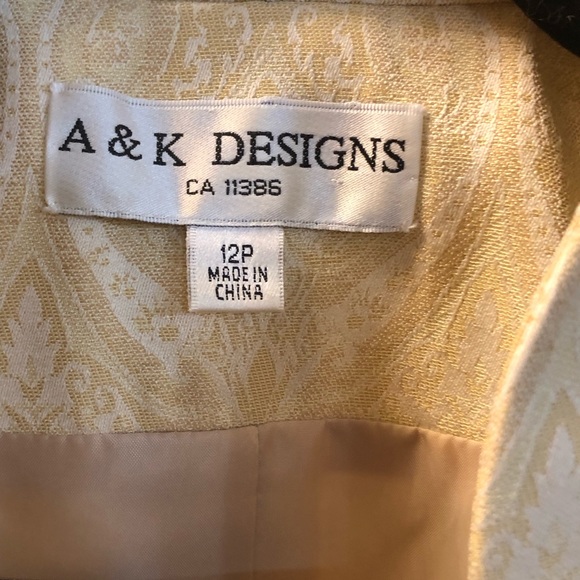 A & K DESIGNS
CA 11386
12P
MADE IN
CHINA